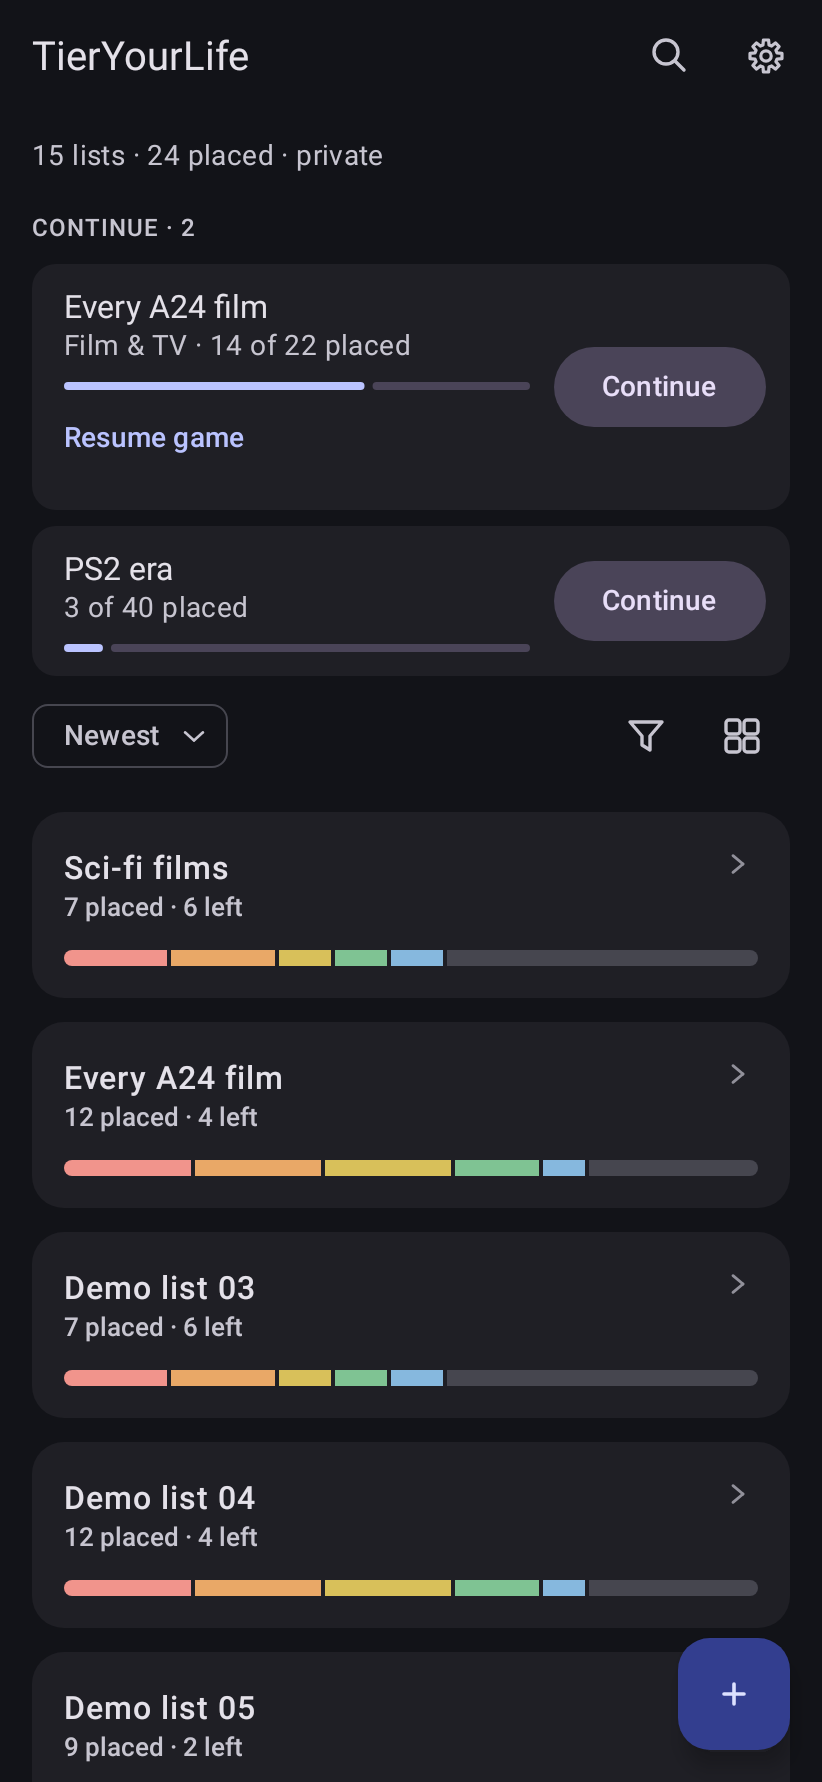 TierYourLife
15 lists · 24 placed · private
CONTINUE · 2
Every A24 film
Film & TV · 14 of 22 placed
Continue
Resume game
PS2 era
3 of 40 placed
Continue
Newest
Sci-fi films
7 placed · 6 left
Every A24 film
12 placed · 4 left
Demo list 03
7 placed · 6 left
Demo list 04
12 placed · 4 left
Demo list 05
9 placed · 2 left